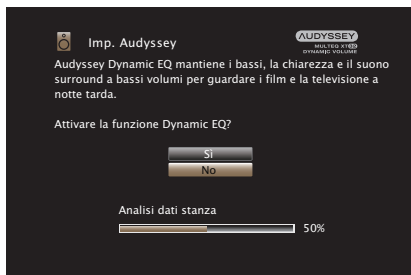 Imp. Audyssey
AUDYSSEY
MULTEQ XT32
DYNAMIC VOLUME
Audyssey Dynamic EQ mantiene i bassi, la chiarezza e il suono
surround a bassi volumi per guardare i film e la televisione a
notte tarda.
Attivare la funzione Dynamic EQ?
Sì
No
Analisi dati stanza
50%